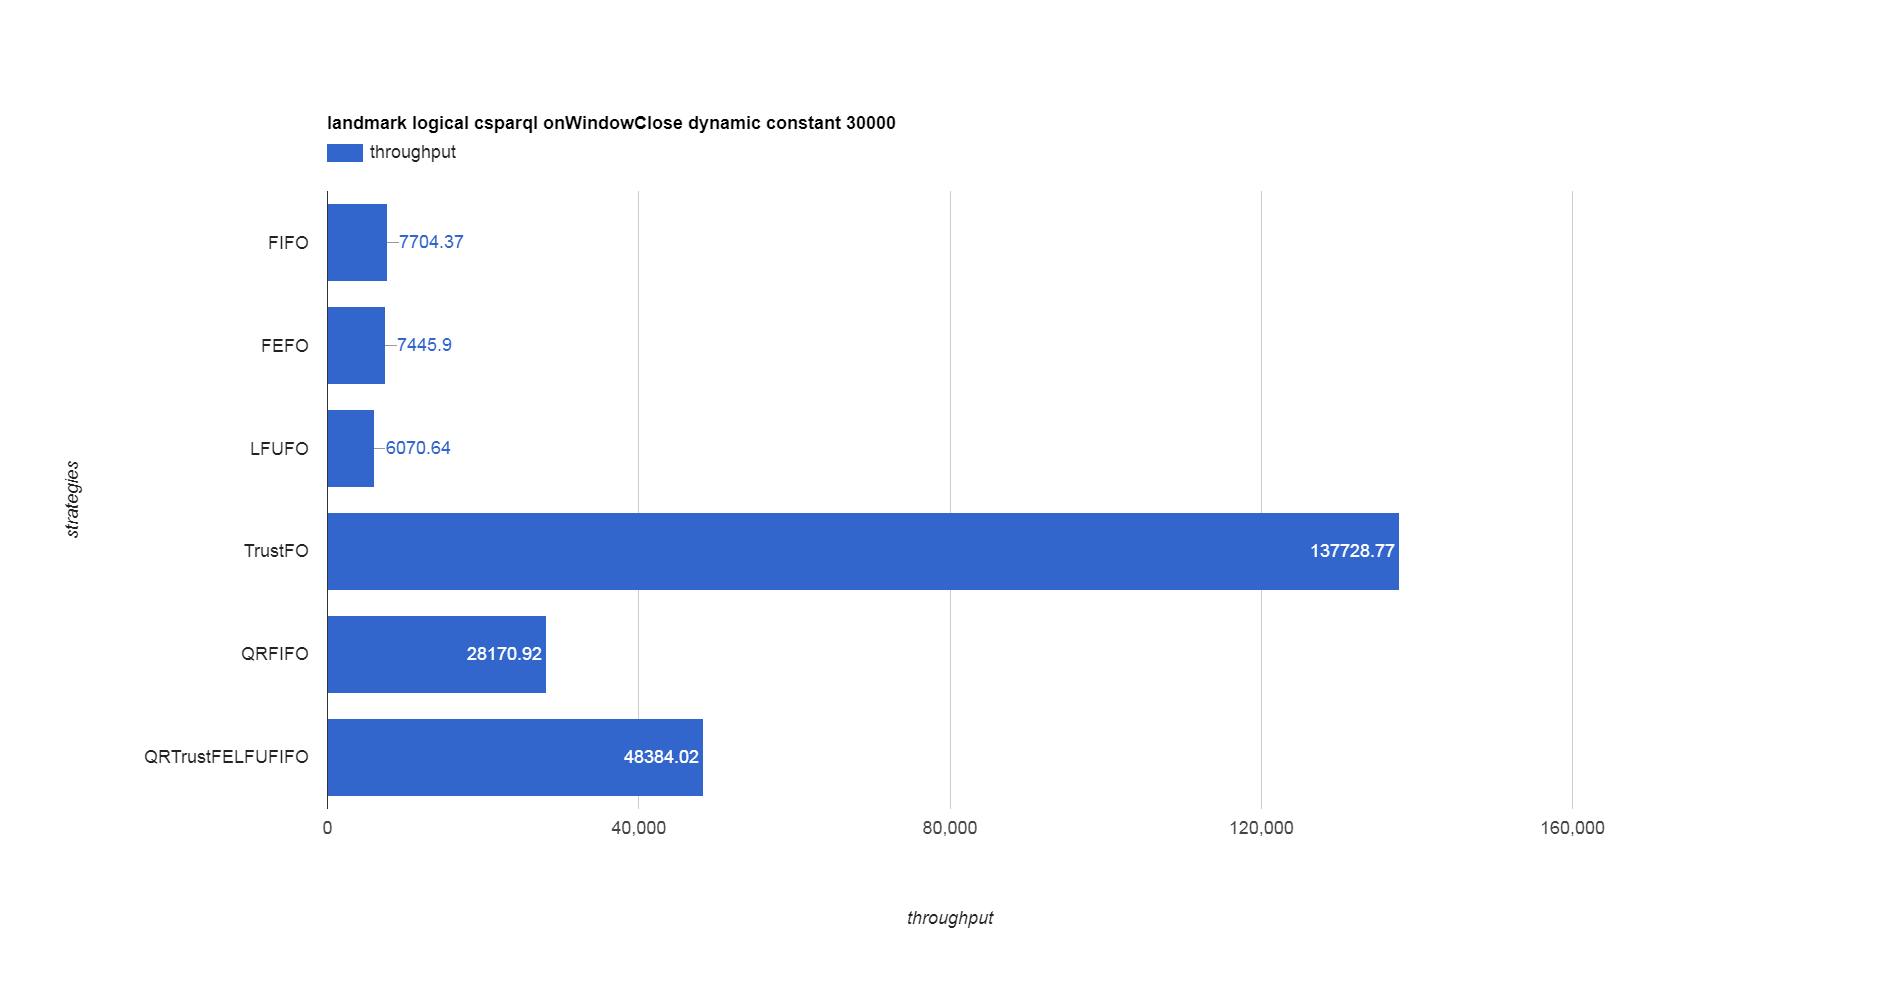 landmark logical csparql onWindowClose dynamic constant 30000
throughput
FIFO
7704.37
FEFO
7445.9
LFUFO
6070.64
strategies
TrustFO
137728.77
QRFIFO
28170.92
QRTrustFELFUFIFO
48384.02
0 40,000 80,000 120,000 160,000
throughput